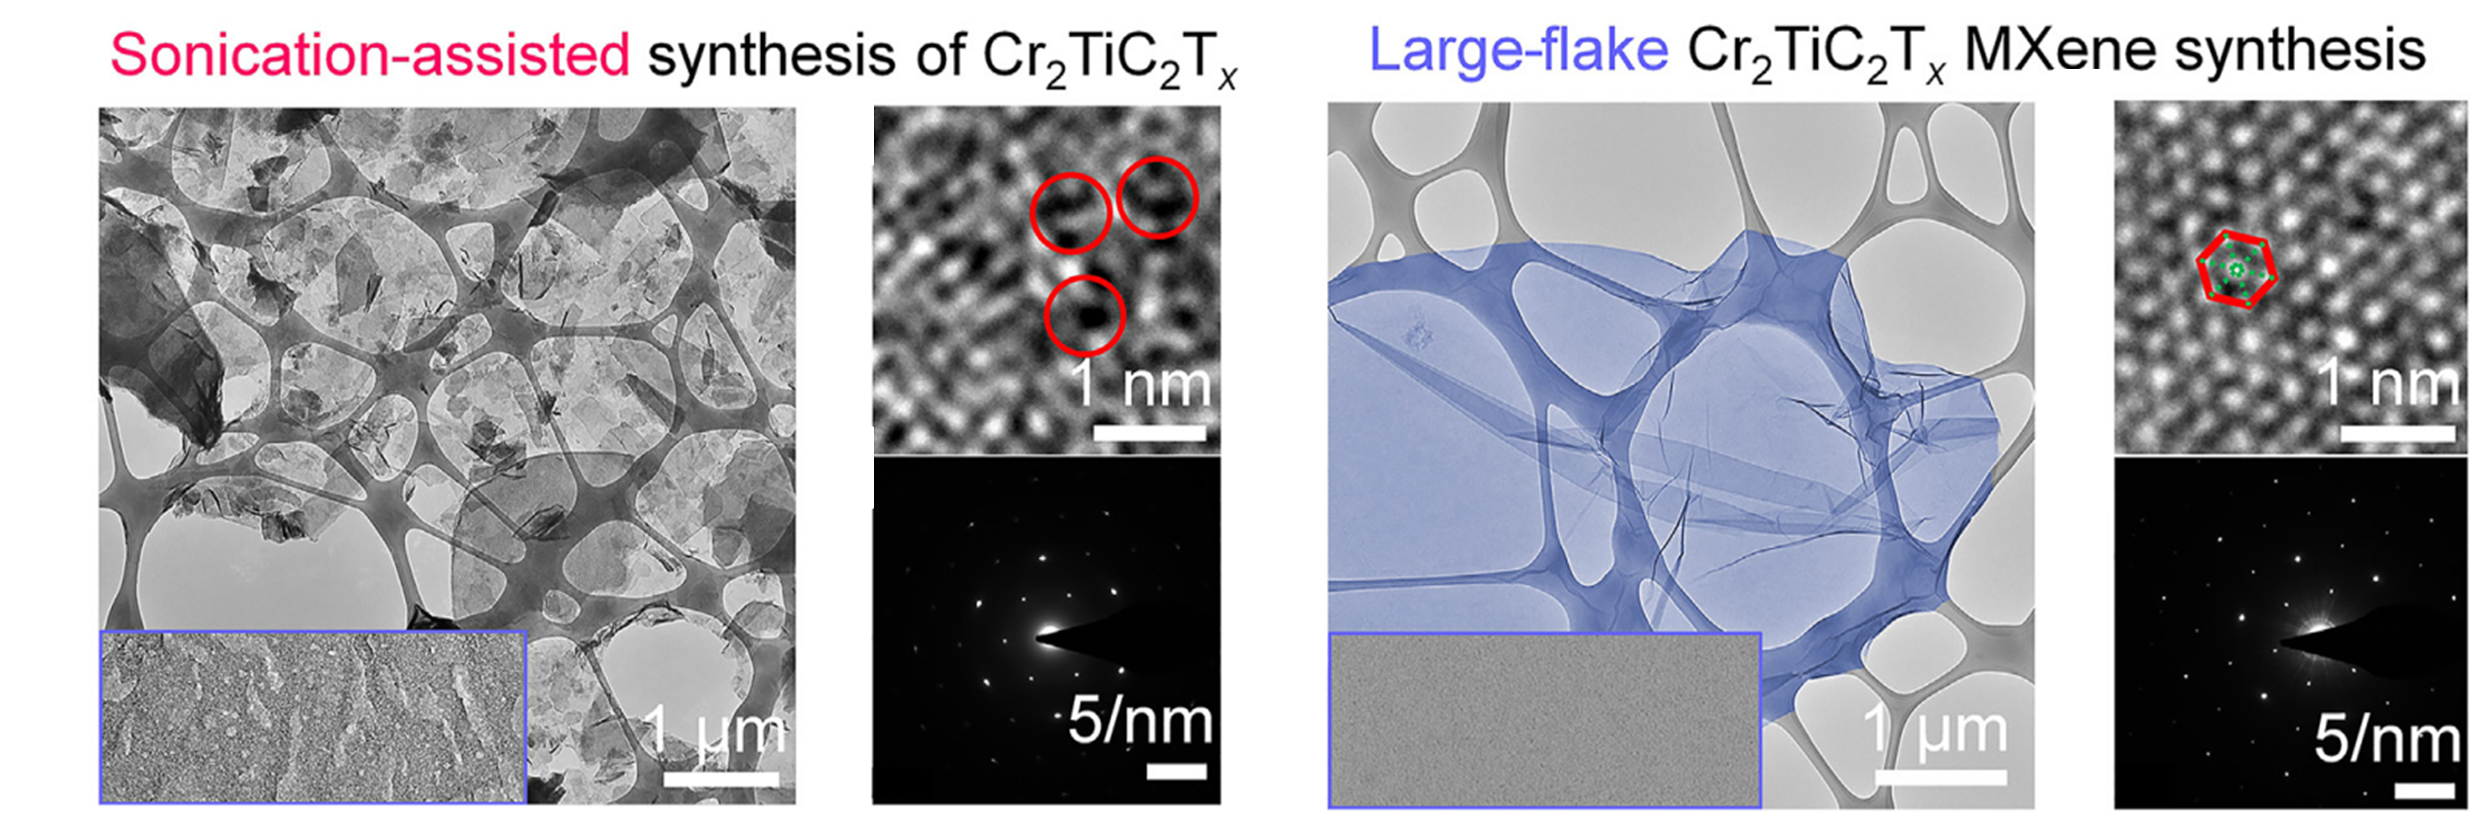 Sonication-assisted synthesis of Cr₂TiC₂Tₓ
Large-flake Cr₂TiC₂Tₓ MXene synthesis
1 nm
1 nm
5/nm
1 µm
1 µm
5/nm